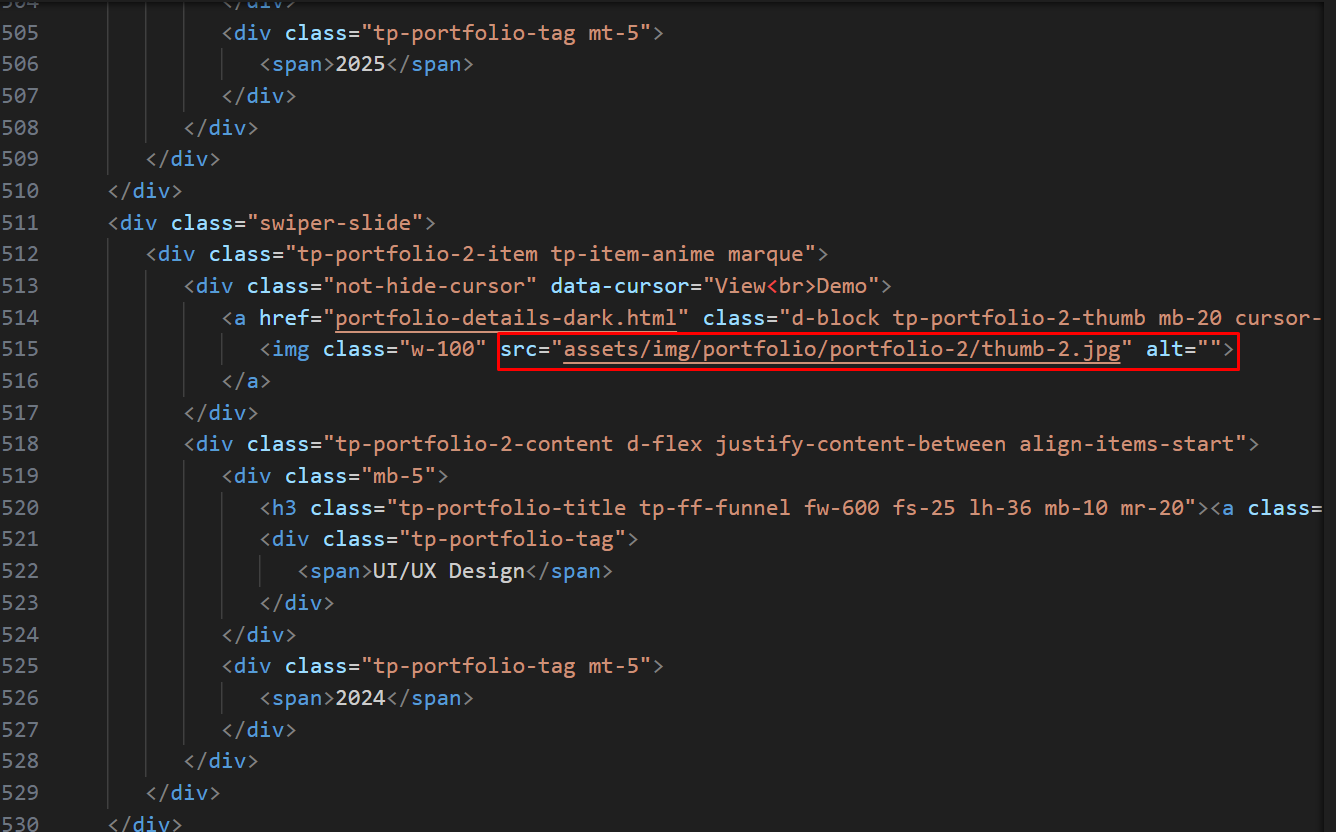 504 </div>
505 <div class="tp-portfolio-tag mt-5">
506 <span>2025</span>
507 </div>
508 </div>
509 </div>
510 </div>
511 <div class="swiper-slide">
512 <div class="tp-portfolio-2-item tp-item-anime marque">
513 <div class="not-hide-cursor" data-cursor="View<br>Demo">
514 <a href="portfolio-details-dark.html" class="d-block tp-portfolio-2-thumb mb-20 cursor-
515 <img class="w-100" src="assets/img/portfolio/portfolio-2/thumb-2.jpg" alt="">
516 </a>
517 </div>
518 <div class="tp-portfolio-2-content d-flex justify-content-between align-items-start">
519 <div class="mb-5">
520 <h3 class="tp-portfolio-title tp-ff-funnel fw-600 fs-25 lh-36 mb-10 mr-20"><a class=
521 <div class="tp-portfolio-tag">
522 <span>UI/UX Design</span>
523 </div>
524 </div>
525 <div class="tp-portfolio-tag mt-5">
526 <span>2024</span>
527 </div>
528 </div>
529 </div>
530 </div>